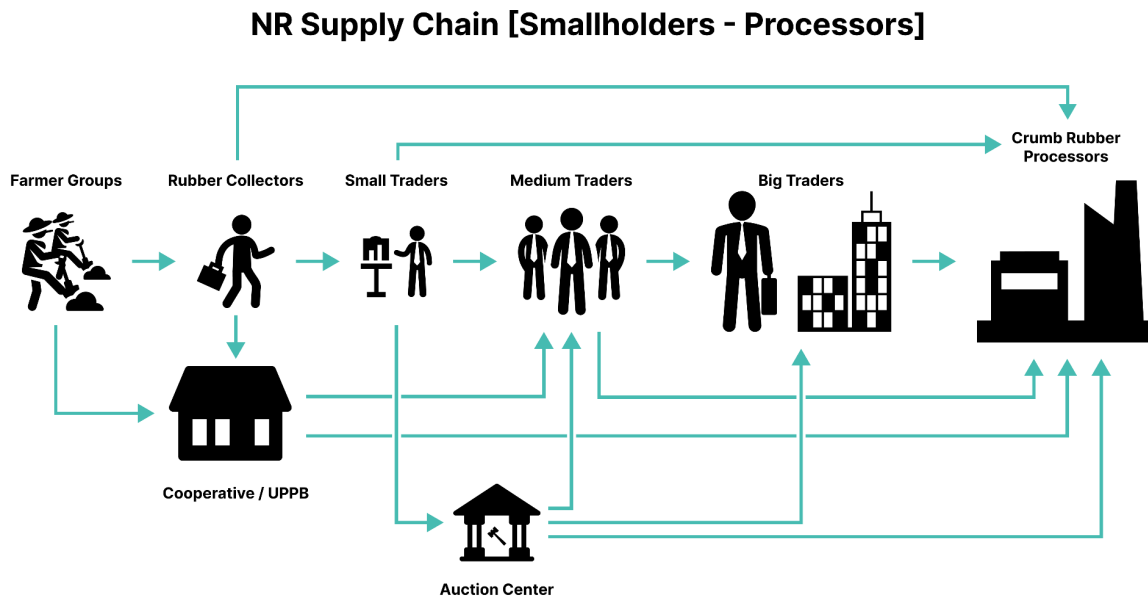 NR Supply Chain [Smallholders - Processors]
Crumb Rubber
Processors
Farmer Groups
Rubber Collectors
Small Traders
Medium Traders
Big Traders
Cooperative / UPPB
Auction Center